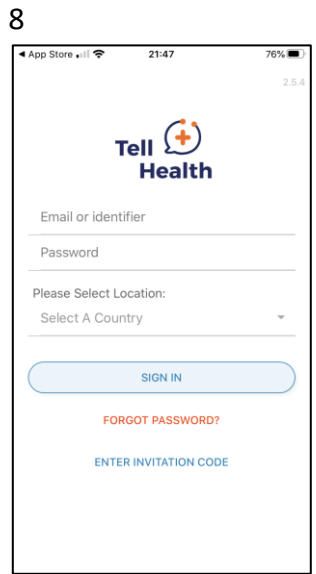 8
App Store 21:47 76%
2.5.4
Tell
Health
Email or identifier
Password
Please Select Location:
Select A Country
SIGN IN
FORGOT PASSWORD?
ENTER INVITATION CODE